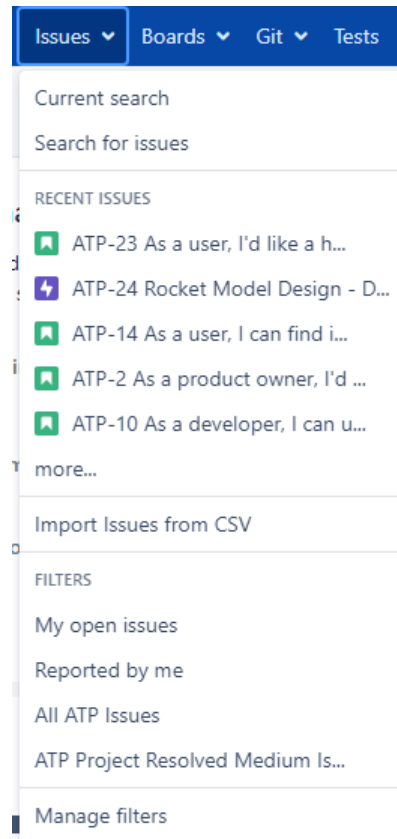 Issues Boards Git Tests
Current search
Search for issues
RECENT ISSUES
ATP-23 As a user, I'd like a h...
ATP-24 Rocket Model Design - D...
ATP-14 As a user, I can find i...
ATP-2 As a product owner, I'd ...
ATP-10 As a developer, I can u...
more...
Import Issues from CSV
FILTERS
My open issues
Reported by me
All ATP Issues
ATP Project Resolved Medium Is...
Manage filters